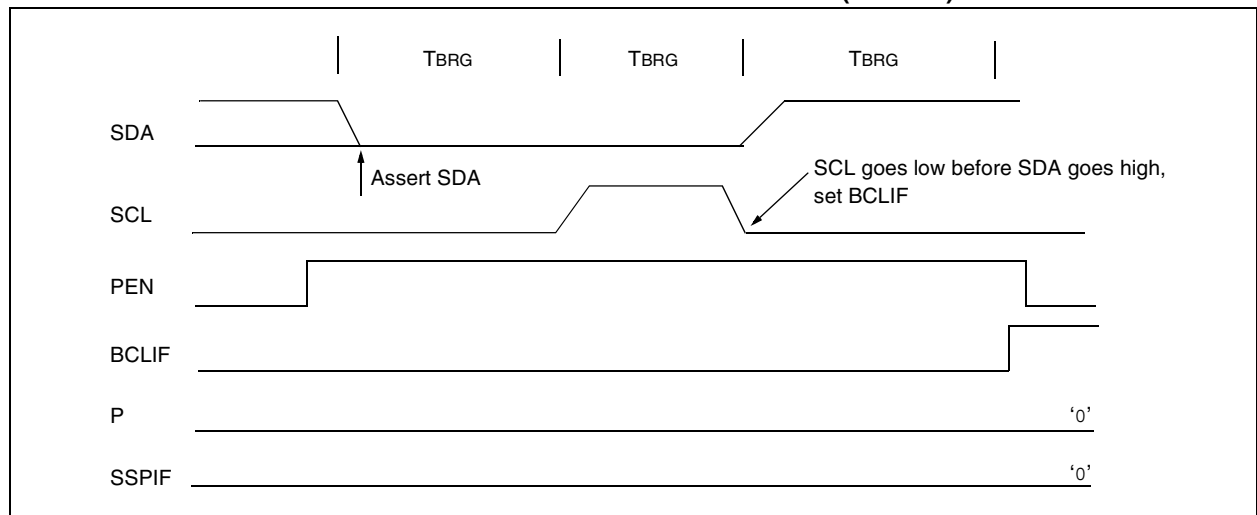 TBRG TBRG TBRG
SDA
Assert SDA
SCL goes low before SDA goes high,
set BCLIF
SCL
PEN
BCLIF
P
‘0’
SSPIF
‘0’